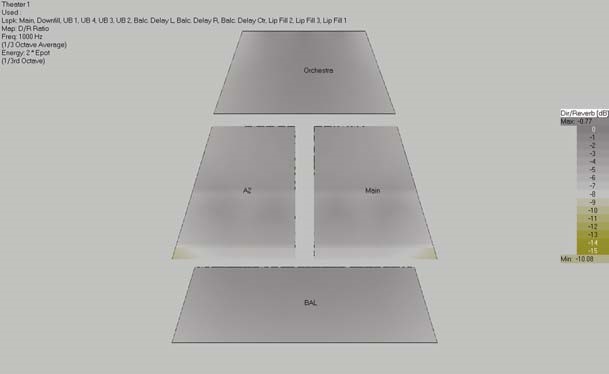 Theater 1
Used :
Lspk: Main, Downfill, UB 1, UB 4, UB 3, UB 2, Balc. Delay L, Balc. Delay R, Balc. Delay Ctr, Lip Fill 2, Lip Fill 3, Lip Fill 1
Map: D/R Ratio
Freq: 1000 Hz
(1/3 Octave Average)
Energy: 2 * Epot
(1/3rd Octave)
Orchestra
Dir/Reverb [dB]
Max: -0.77
0
-1
-2
-3
-4
-5
-6
-7
-8
-9
-10
-11
-12
-13
-14
-15
Min: -10.08
A2
Main
BAL